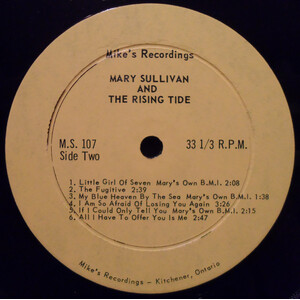 Mike's Recordings
MARY SULLIVAN
AND
THE RISING TIDE
M.S. 107
33 1/3 R.P.M.
Side Two
1. Little Girl Of Seven Mary's Own B.M.I. 2:08
2. The Fugitive 2:39
3. My Blue Heaven By The Sea Mary's Own B.M.I. 1:38
4. I Am So Afraid Of Losing You Again 3:26
5. If I Could Only Tell You Mary's Own B.M.I. 2:15
6. All I Have To Offer You Is Me 2:47
Mike's Recordings – Kitchener, Ontario